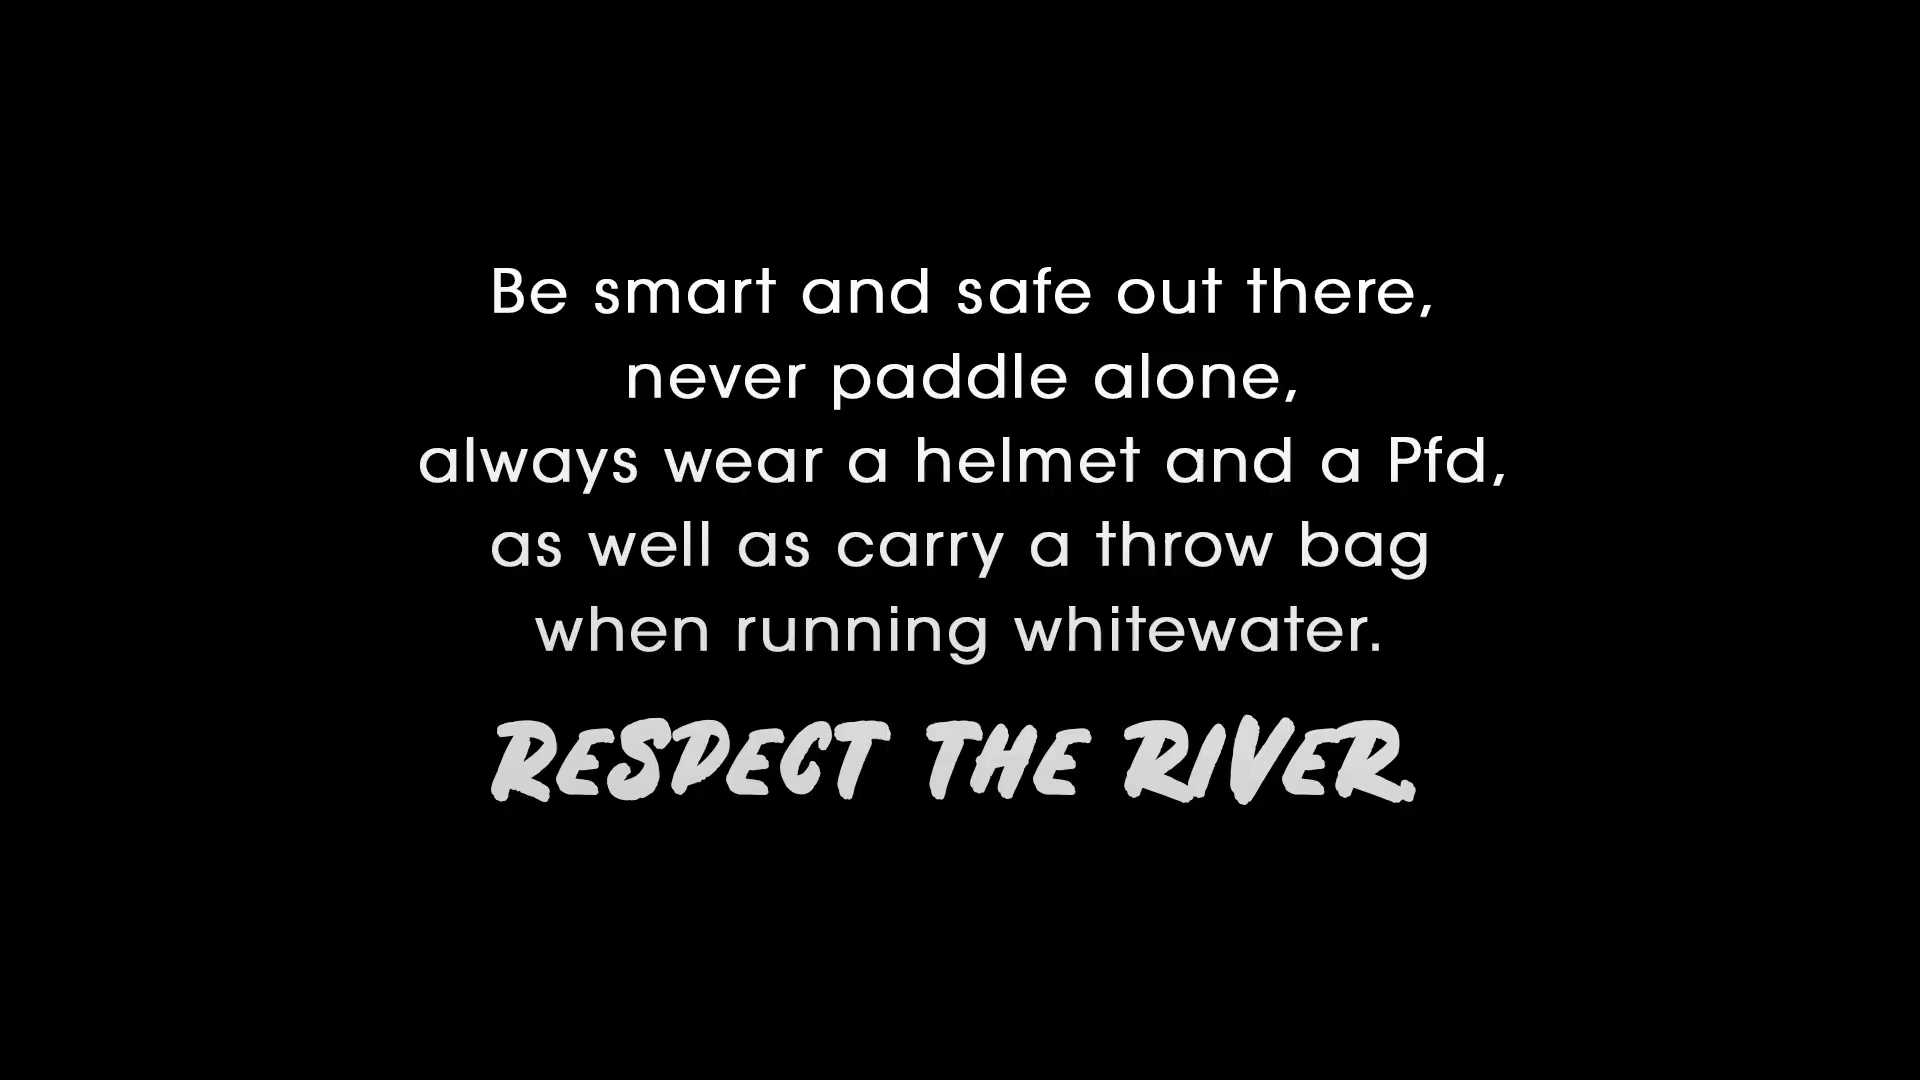 Be smart and safe out there,
never paddle alone,
always wear a helmet and a Pfd,
as well as carry a throw bag
when running whitewater.
RESPECT THE RIVER.